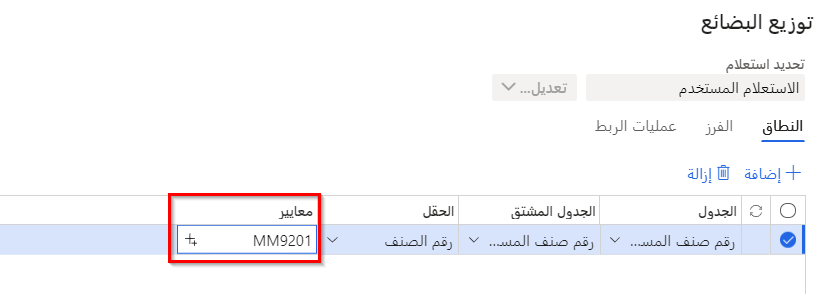 توزيع البضائع
تحديد استعلام
الاستعلام المستخدم تعديل...
النطاق الفرز عمليات الربط
إضافة إزالة
الجدول الجدول المشتق الحقل معايير
رقم صنف المس... رقم صنف المس... رقم الصنف MM9201